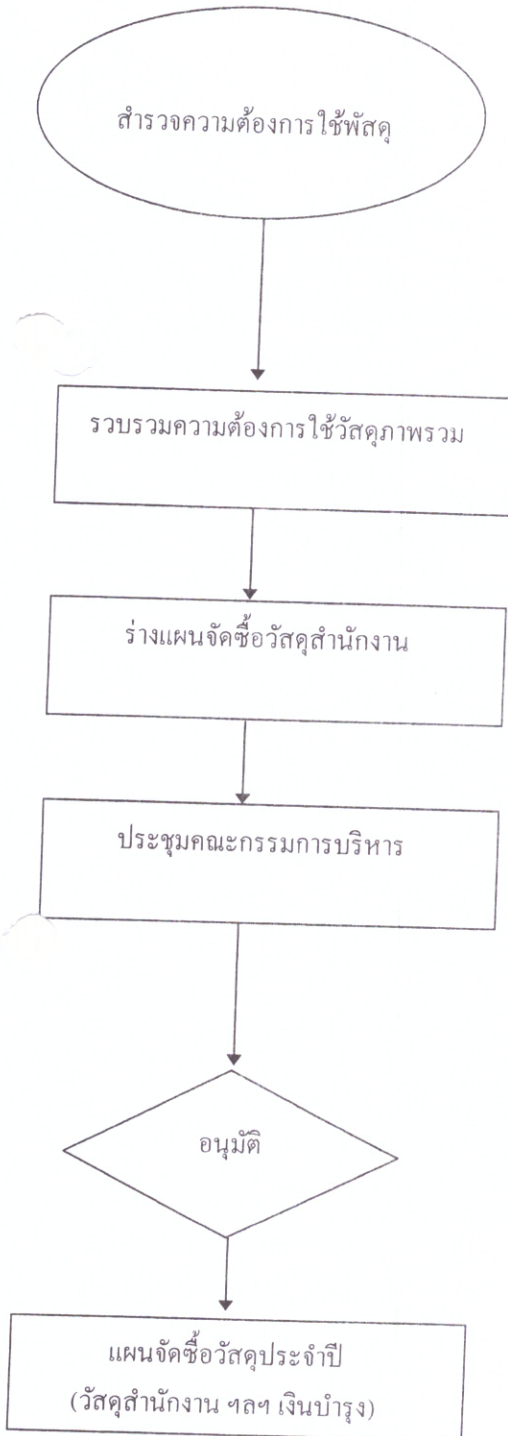 สำรวจความต้องการใช้พัสดุ
รวบรวมความต้องการใช้วัสดุภาพรวม
ร่างแผนจัดซื้อวัสดุสำนักงาน
ประชุมคณะกรรมการบริหาร
อนุมัติ
แผนจัดซื้อวัสดุประจำปี
(วัสดุสำนักงาน ฯลฯ เงินบำรุง)